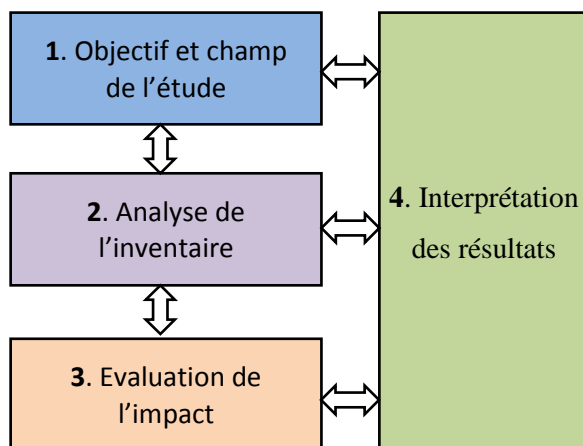 1. Objectif et champ
de l’étude
2. Analyse de
l’inventaire
3. Evaluation de
l’impact
4. Interprétation
des résultats